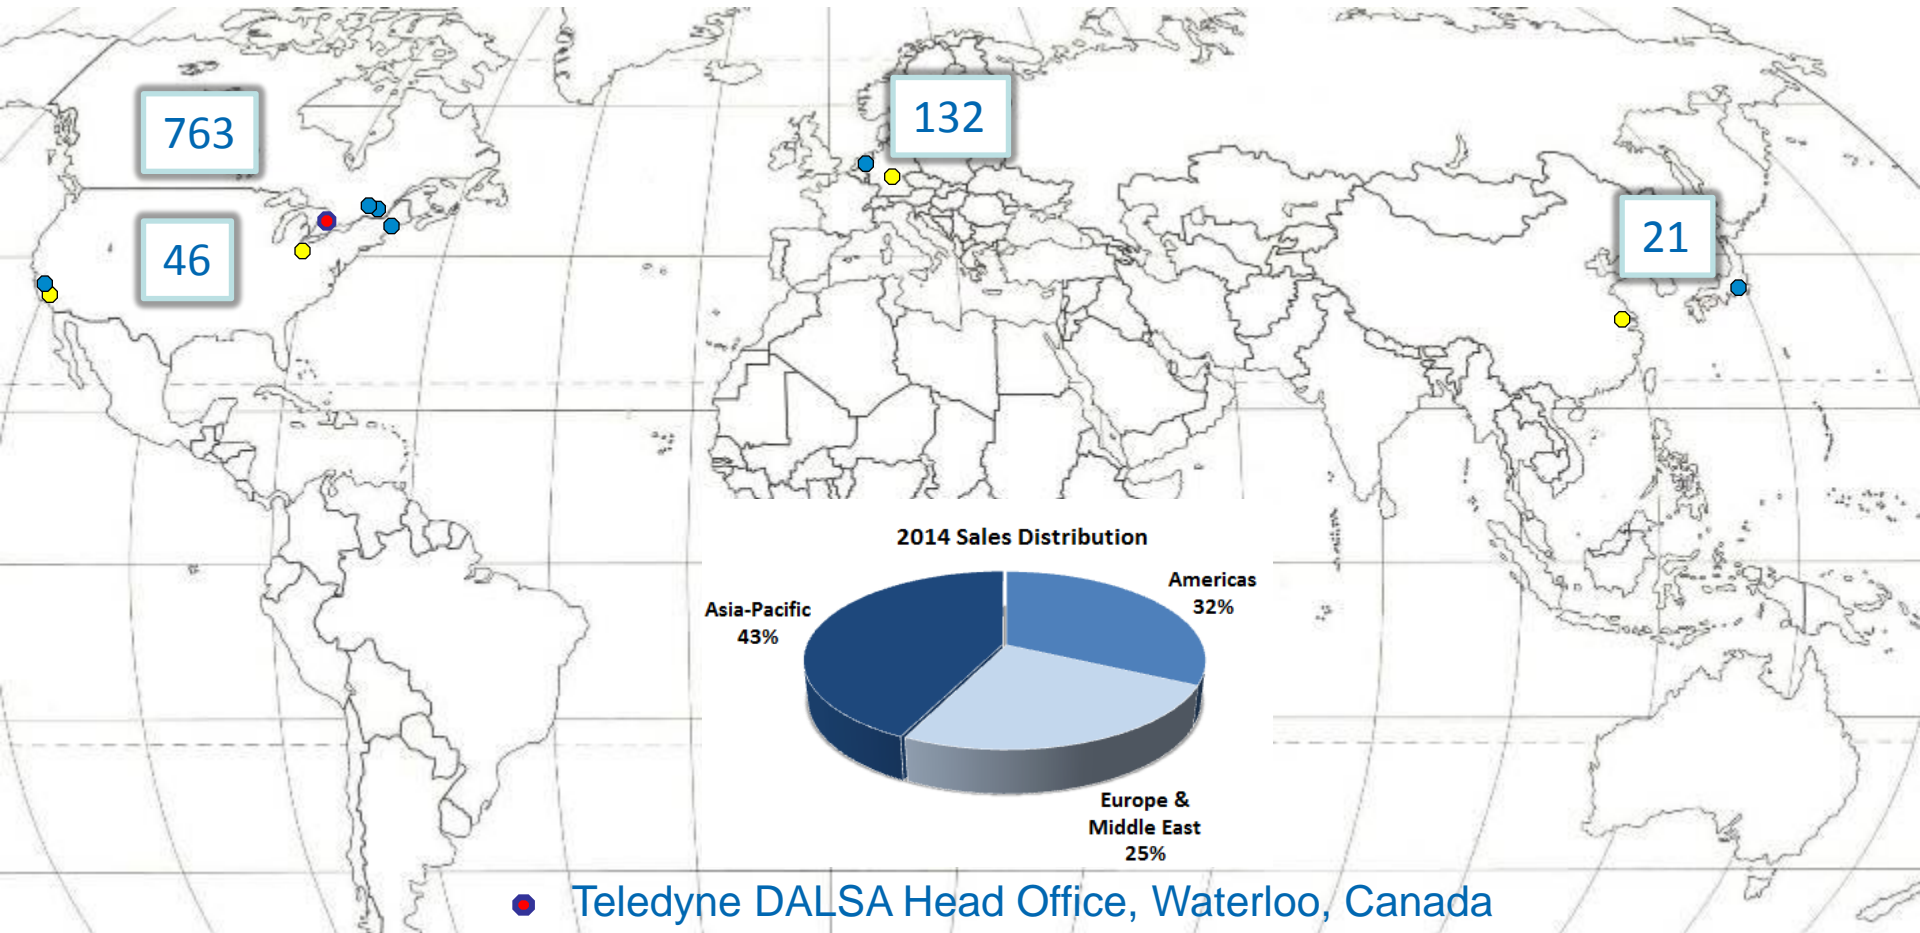 763
132
46
21
2014 Sales Distribution
Americas
32%
Asia-Pacific
43%
Europe &
Middle East
25%
Teledyne DALSA Head Office, Waterloo, Canada